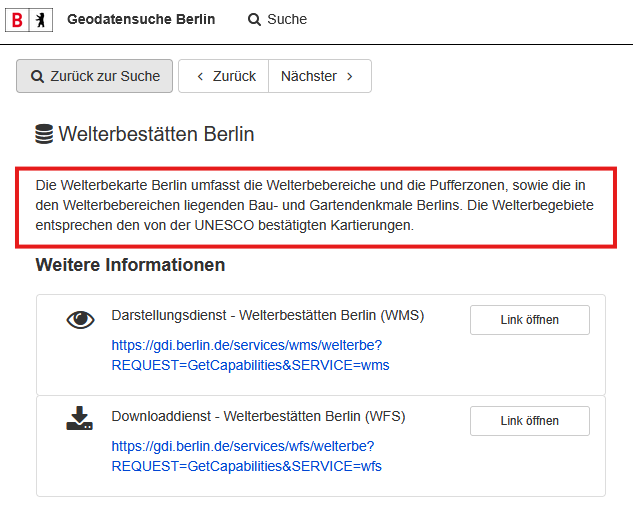 B
Geodatensuche Berlin
Suche
Zurück zur Suche
Zurück
Nächster
Welterbestätten Berlin
Die Welterbekarte Berlin umfasst die Welterbebereiche und die Pufferzonen, sowie die in
den Welterbebereichen liegenden Bau- und Gartendenkmale Berlins. Die Welterbegebiete
entsprechen den von der UNESCO bestätigten Kartierungen.
Weitere Informationen
Darstellungsdienst - Welterbestätten Berlin (WMS)
Link öffnen
https://gdi.berlin.de/services/wms/welterbe?
REQUEST=GetCapabilities&SERVICE=wms
Downloaddienst - Welterbestätten Berlin (WFS)
Link öffnen
https://gdi.berlin.de/services/wfs/welterbe?
REQUEST=GetCapabilities&SERVICE=wfs